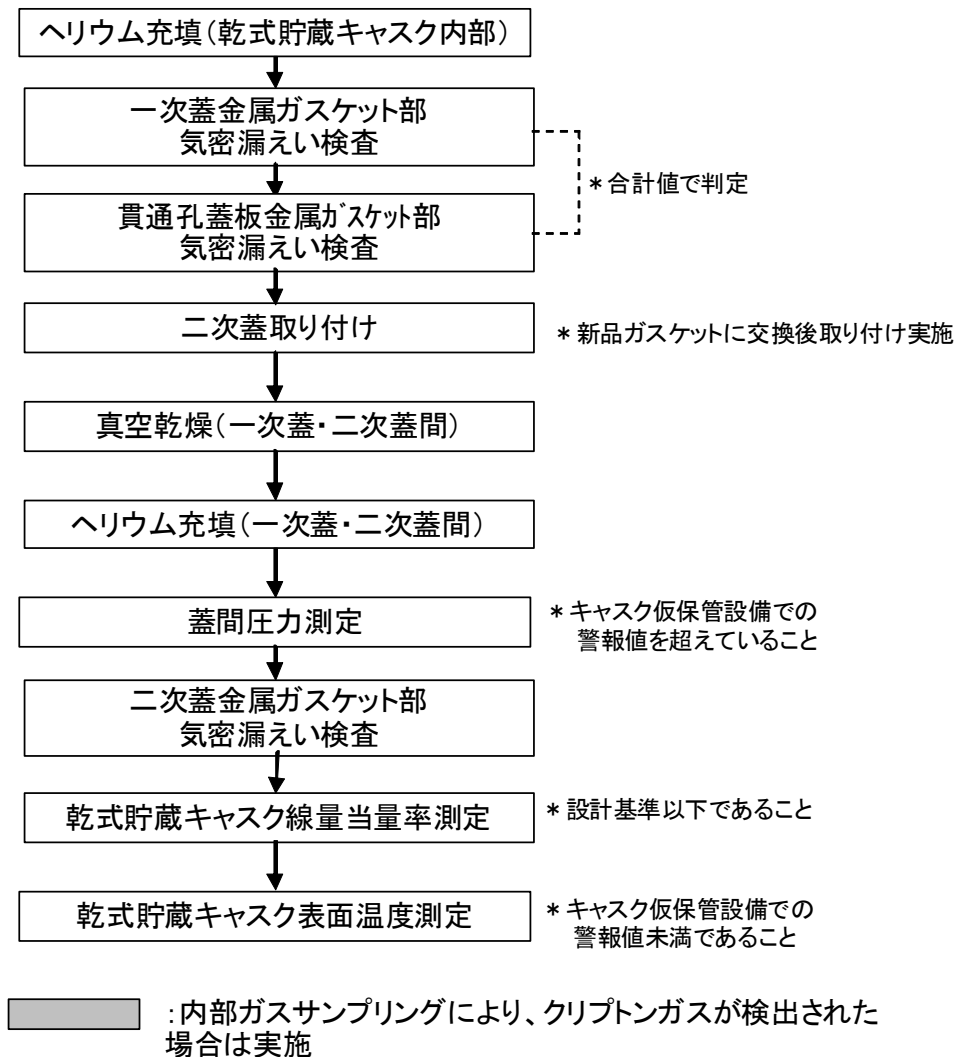 ヘリウム充填(乾式貯蔵キャスク内部)
一次蓋金属ガスケット部
気密漏えい検査
*合計値で判定
貫通孔蓋板金属ガスケット部
気密漏えい検査
二次蓋取り付け
*新品ガスケットに交換後取り付け実施
真空乾燥(一次蓋・二次蓋間)
ヘリウム充填(一次蓋・二次蓋間)
蓋間圧力測定
*キャスク仮保管設備での
警報値を超えていること
二次蓋金属ガスケット部
気密漏えい検査
乾式貯蔵キャスク線量当量率測定
*設計基準以下であること
乾式貯蔵キャスク表面温度測定
*キャスク仮保管設備での
警報値未満であること
:内部ガスサンプリングにより、クリプトンガスが検出された
場合は実施